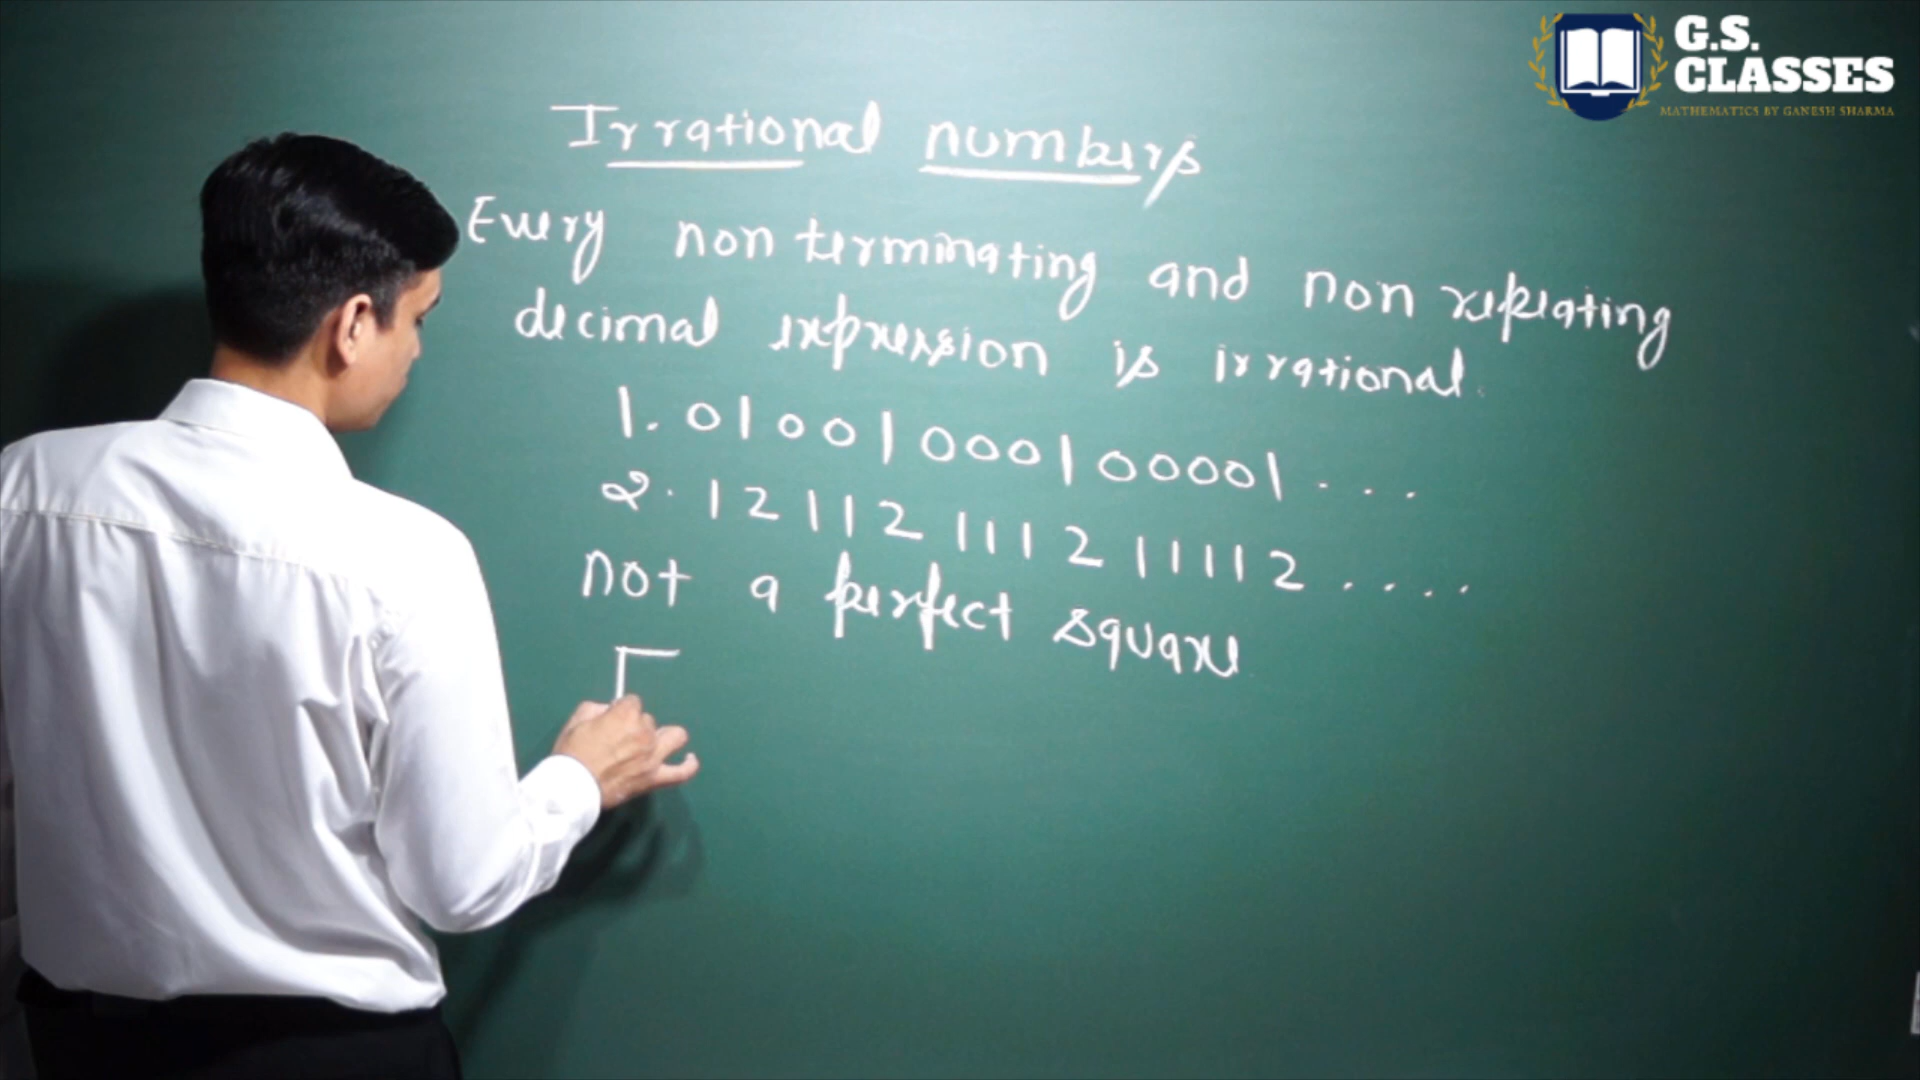 G.S.
CLASSES
MATHEMATICS BY GANESH SHARMA
Irrational numbers
Every non terminating and non repeating
decimal expression is irrational.
1.01001000100001...
2.12112111211112....
not a perfect square